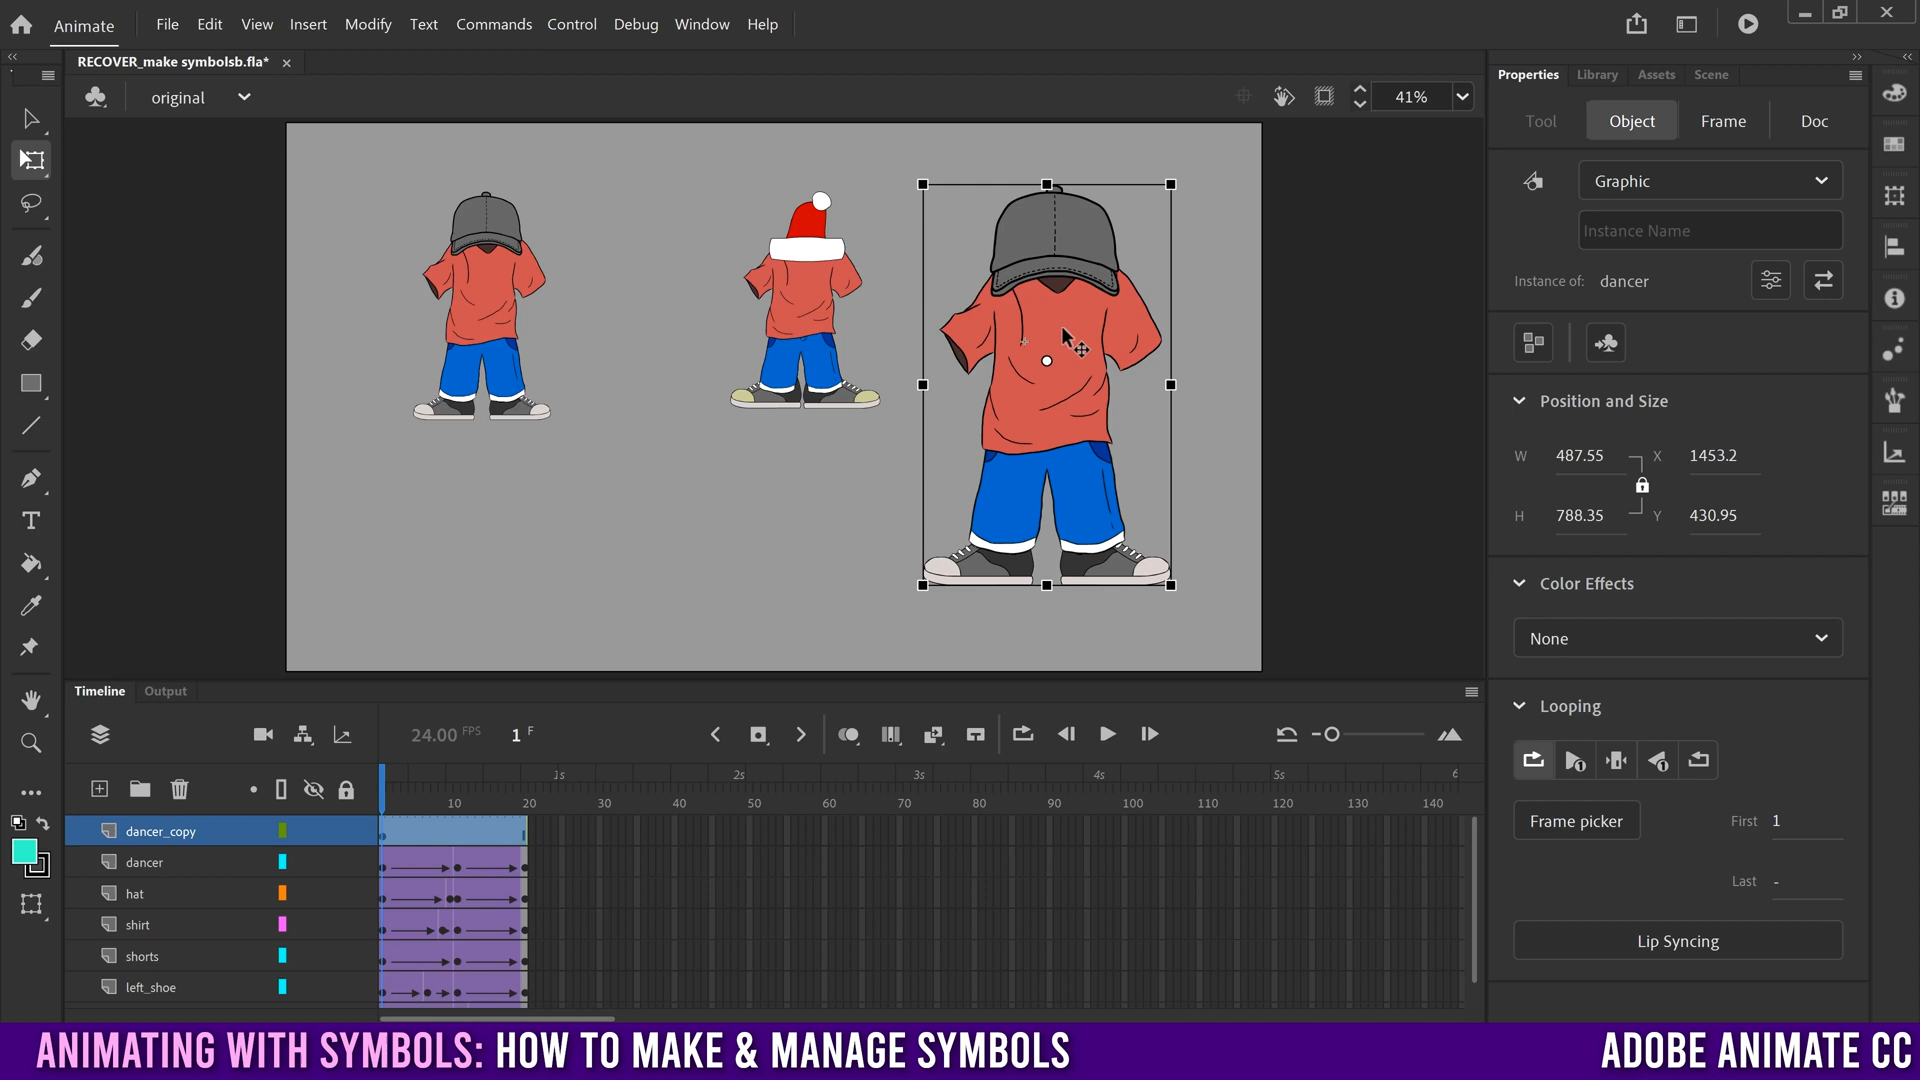 Animate File Edit View Insert Modify Text Commands Control Debug Window Help
RECOVER_make symbolsb.fla*
original 41%
Properties Library Assets Scene
Tool Object Frame Doc
Graphic
Instance Name
Instance of: dancer
Position and Size
W 487.55 X 1453.2
H 788.35 Y 430.95
Color Effects
None
Looping
Frame picker First 1
Last -
Lip Syncing
Timeline Output
24.00 FPS 1 F
1s 2s 3s 4s 5s 6
10 20 30 40 50 60 70 80 90 100 110 120 130 140
dancer_copy
dancer
hat
shirt
shorts
left_shoe
ANIMATING WITH SYMBOLS: HOW TO MAKE & MANAGE SYMBOLS ADOBE ANIMATE CC